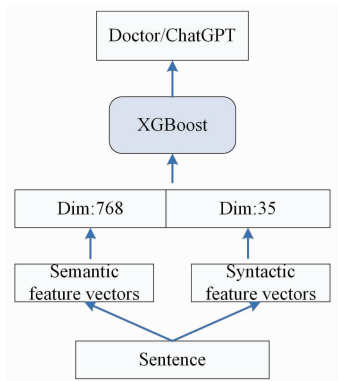 Doctor/ChatGPT
XGBoost
Dim:768
Dim:35
Semantic
feature vectors
Syntactic
feature vectors
Sentence